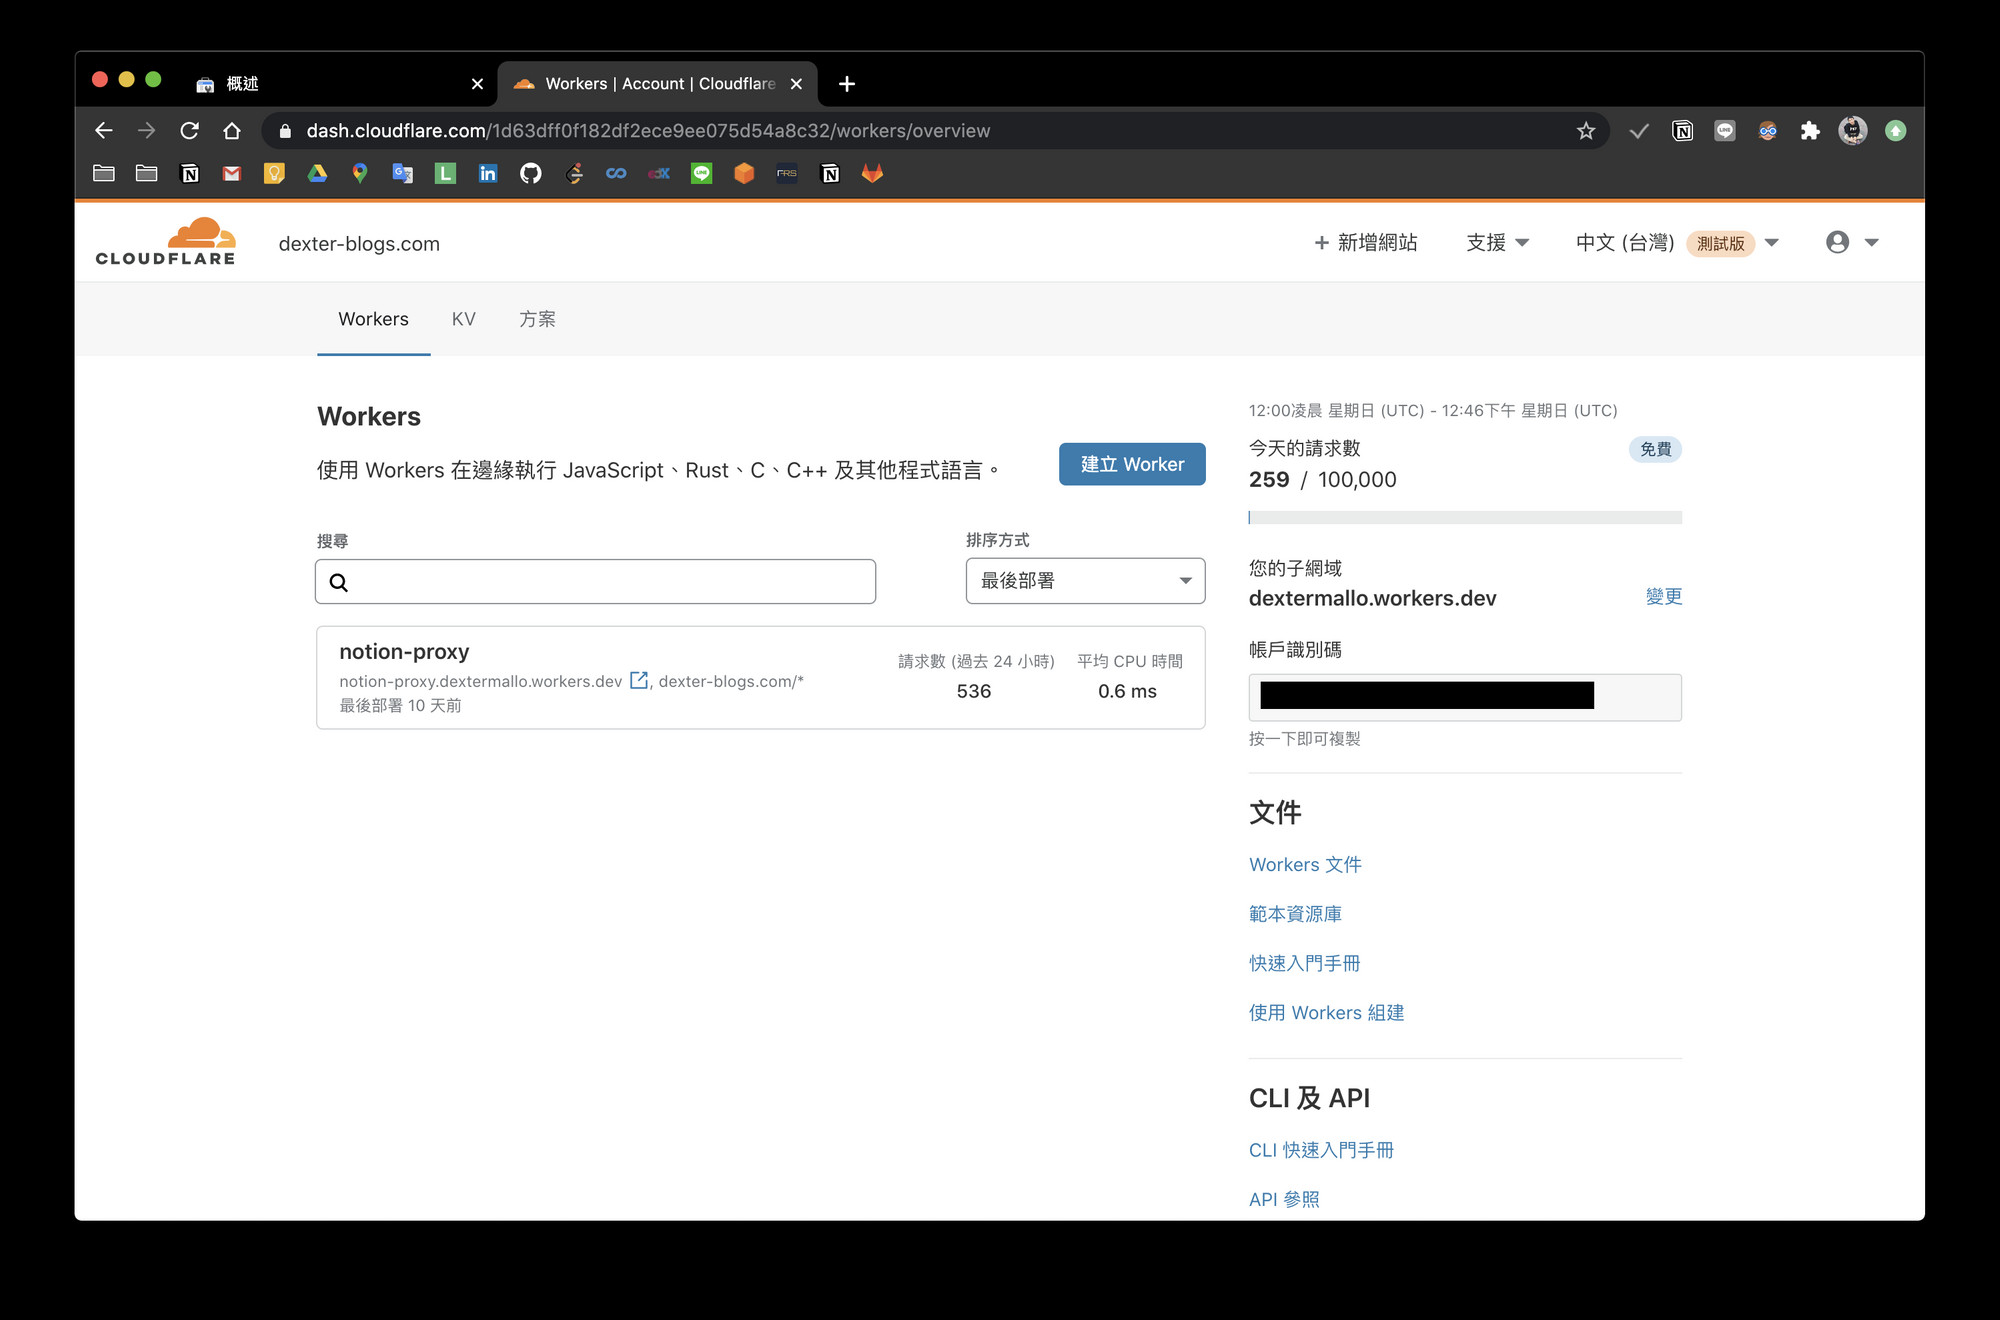 概述
Workers | Account | Cloudflare
dash.cloudflare.com/1d63dff0f182df2ece9ee075d54a8c32/workers/overview
CLOUDFLARE
dexter-blogs.com
+ 新增網站
支援
中文 (台灣)
測試版
Workers
KV
方案
Workers
使用 Workers 在邊緣執行 JavaScript、Rust、C、C++ 及其他程式語言。
建立 Worker
搜尋
排序方式
最後部署
notion-proxy
notion-proxy.dextermallo.workers.dev , dexter-blogs.com/*
最後部署 10 天前
請求數 (過去 24 小時)
536
平均 CPU 時間
0.6 ms
12:00凌晨 星期日 (UTC) - 12:46下午 星期日 (UTC)
今天的請求數
免費
259 / 100,000
您的子網域
dextermallo.workers.dev
變更
帳戶識別碼
按一下即可複製
文件
Workers 文件
範本資源庫
快速入門手冊
使用 Workers 組建
CLI 及 API
CLI 快速入門手冊
API 參照